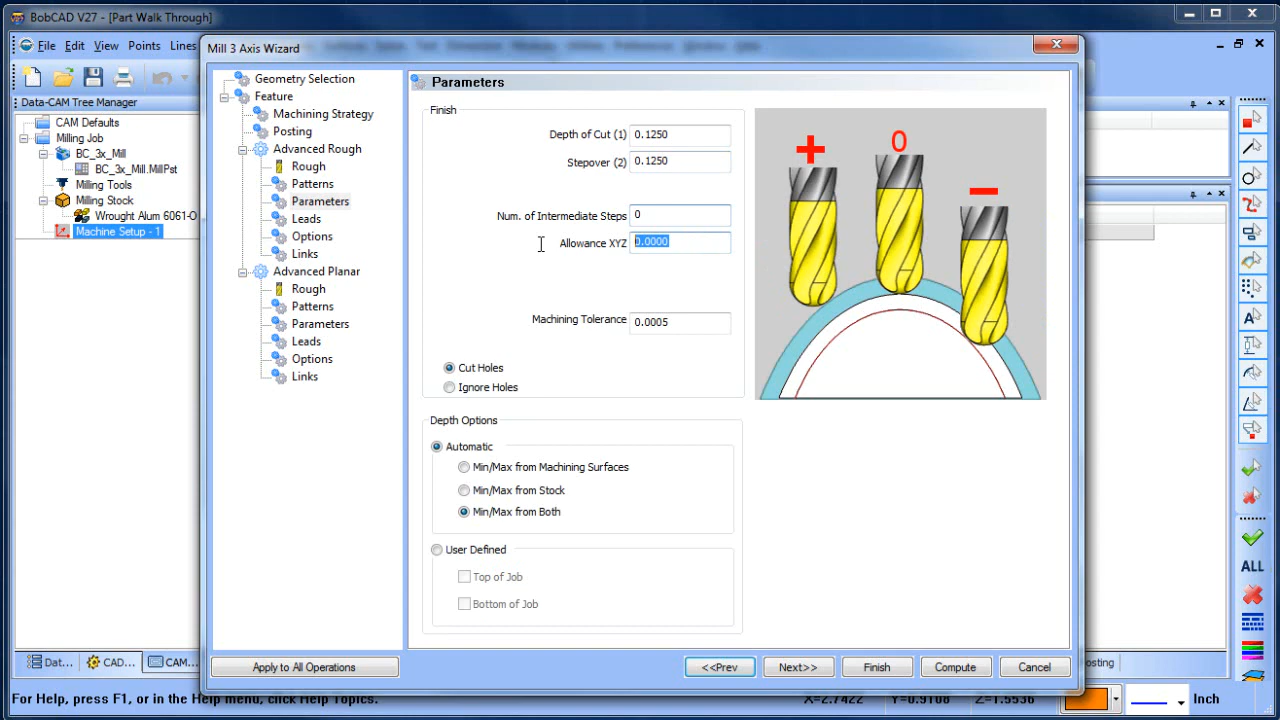 BobCAD V27 - [Part Walk Through]
File Edit View Points Lines
Mill 3 Axis Wizard
Data-CAM Tree Manager
CAM Defaults
Milling Job
BC_3x_Mill
BC_3x_Mill.MillPst
Milling Tools
Milling Stock
Wrought Alum 6061-O
Machine Setup - 1
Geometry Selection
Feature
Machining Strategy
Posting
Advanced Rough
Rough
Patterns
Parameters
Leads
Options
Links
Advanced Planar
Rough
Patterns
Parameters
Leads
Options
Links
Parameters
Finish
Depth of Cut (1) 0.1250
Stepover (2) 0.1250
Num. of Intermediate Steps 0
Allowance XYZ 0.0000
Machining Tolerance 0.0005
Cut Holes
Ignore Holes
Depth Options
Automatic
Min/Max from Machining Surfaces
Min/Max from Stock
Min/Max from Both
User Defined
Top of Job
Bottom of Job
+ 0 −
ALL
Dat... CAD... CAM...
Apply to All Operations <<Prev Next>> Finish Compute Cancel
osting
For Help, press F1, or in the Help menu, click Help Topics. X=2.7422 Y=0.9108 Z=1.5536 Inch